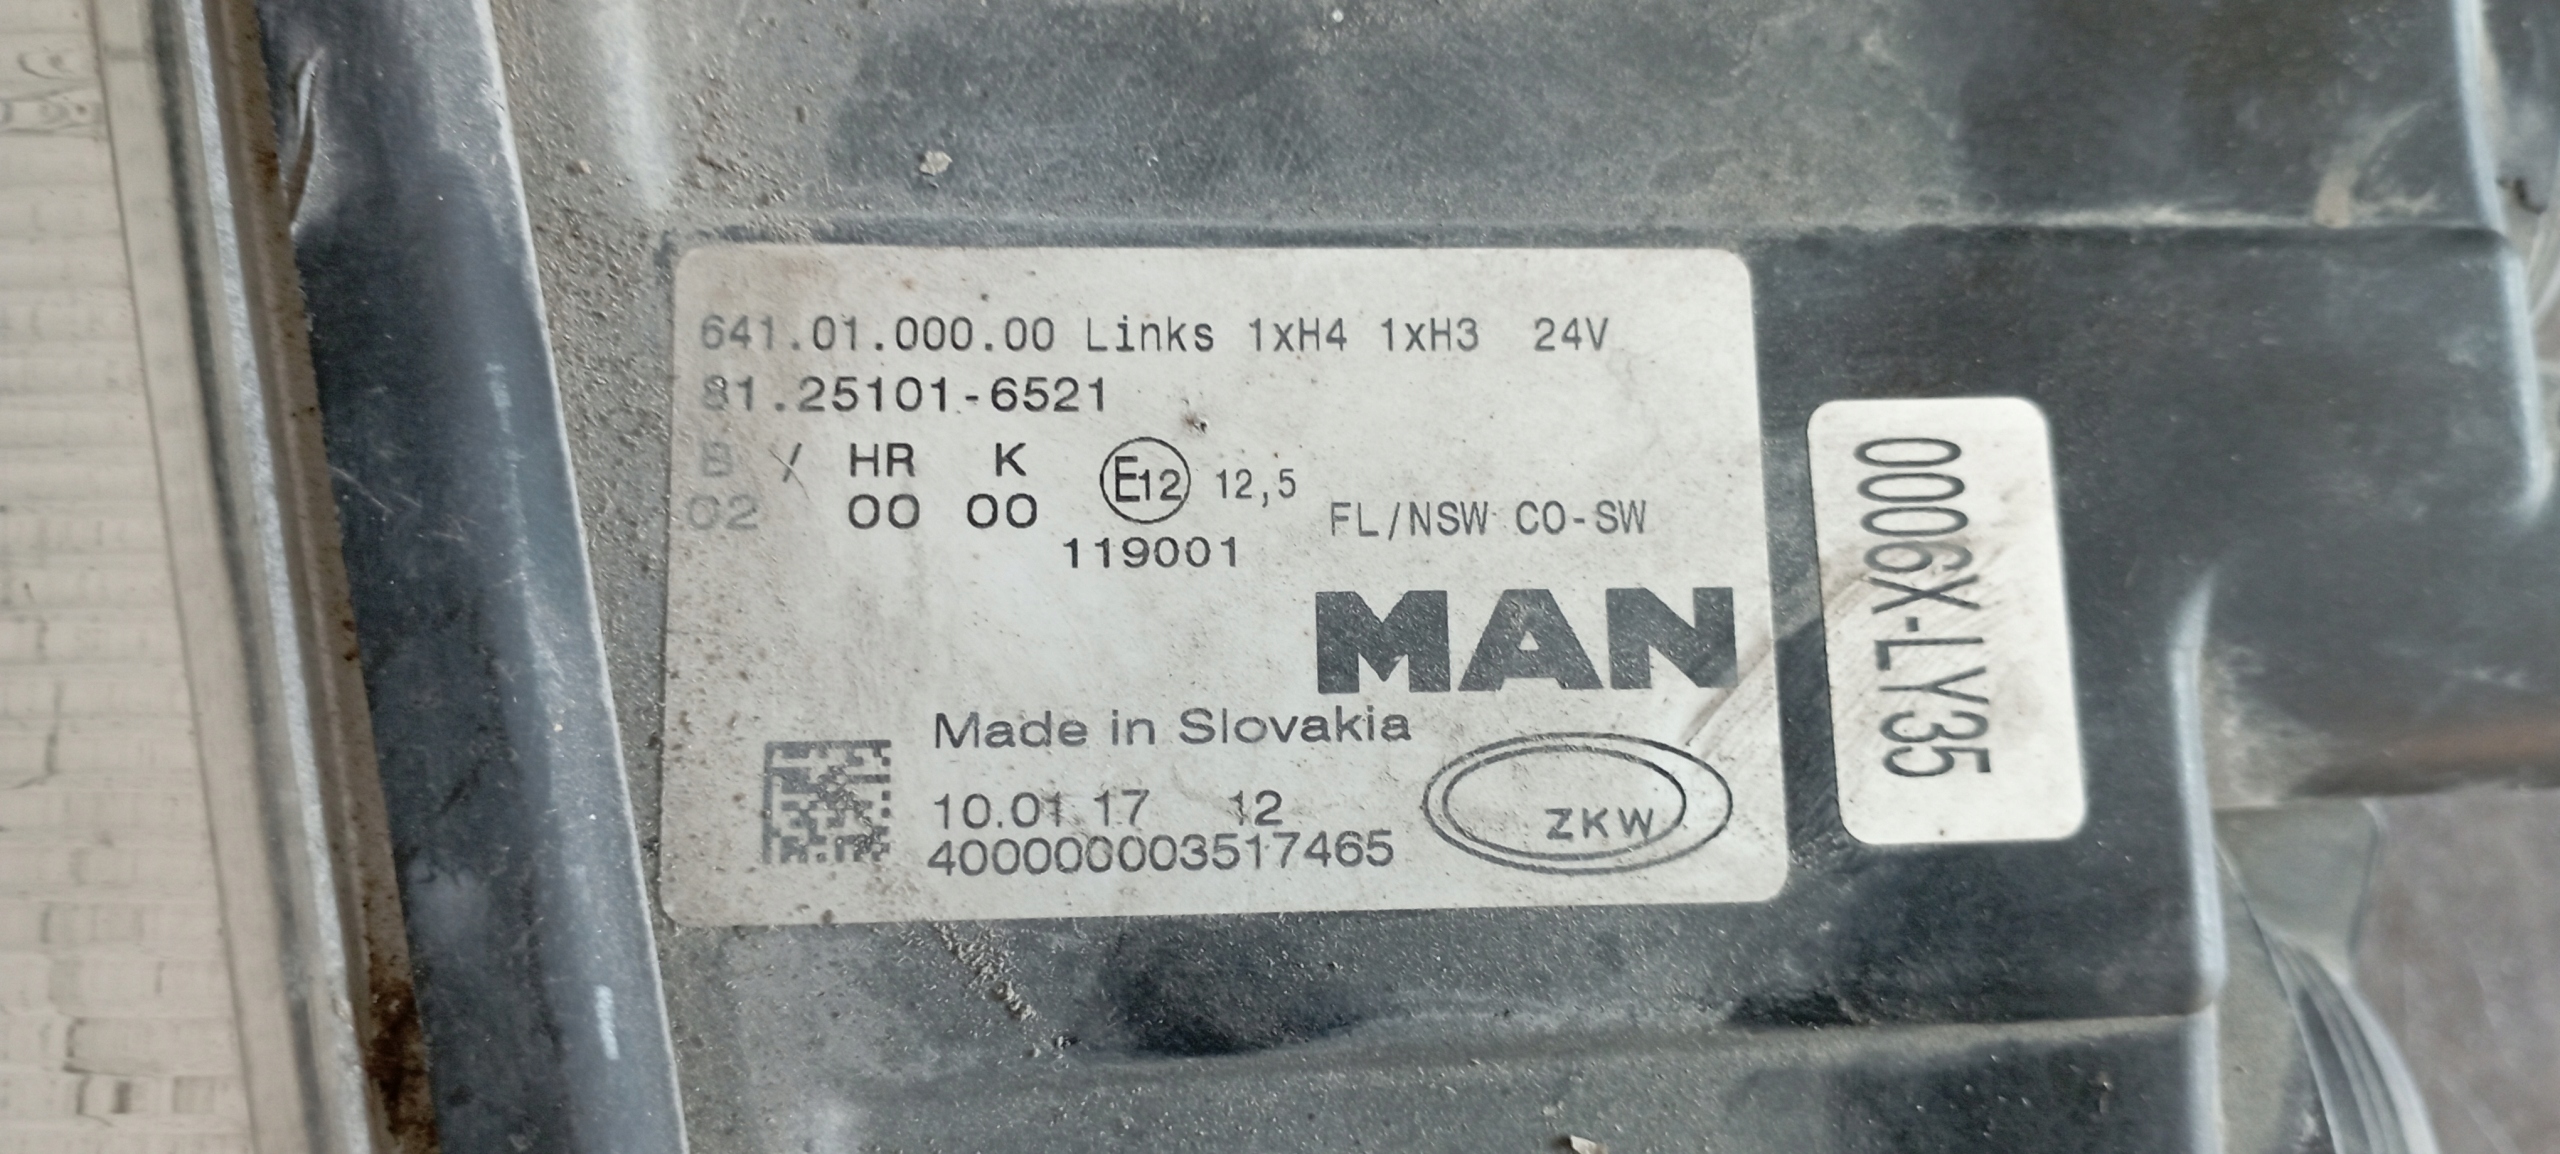 641.01.000.00 Links 1xH4 1xH3 24V
81.25101-6521
B / HR K
02 00 00
E12 12,5
119001
FL/NSW CO-SW
MAN
Made in Slovakia
10.01.17 12
400000003517465
ZKW
0006X-LY35